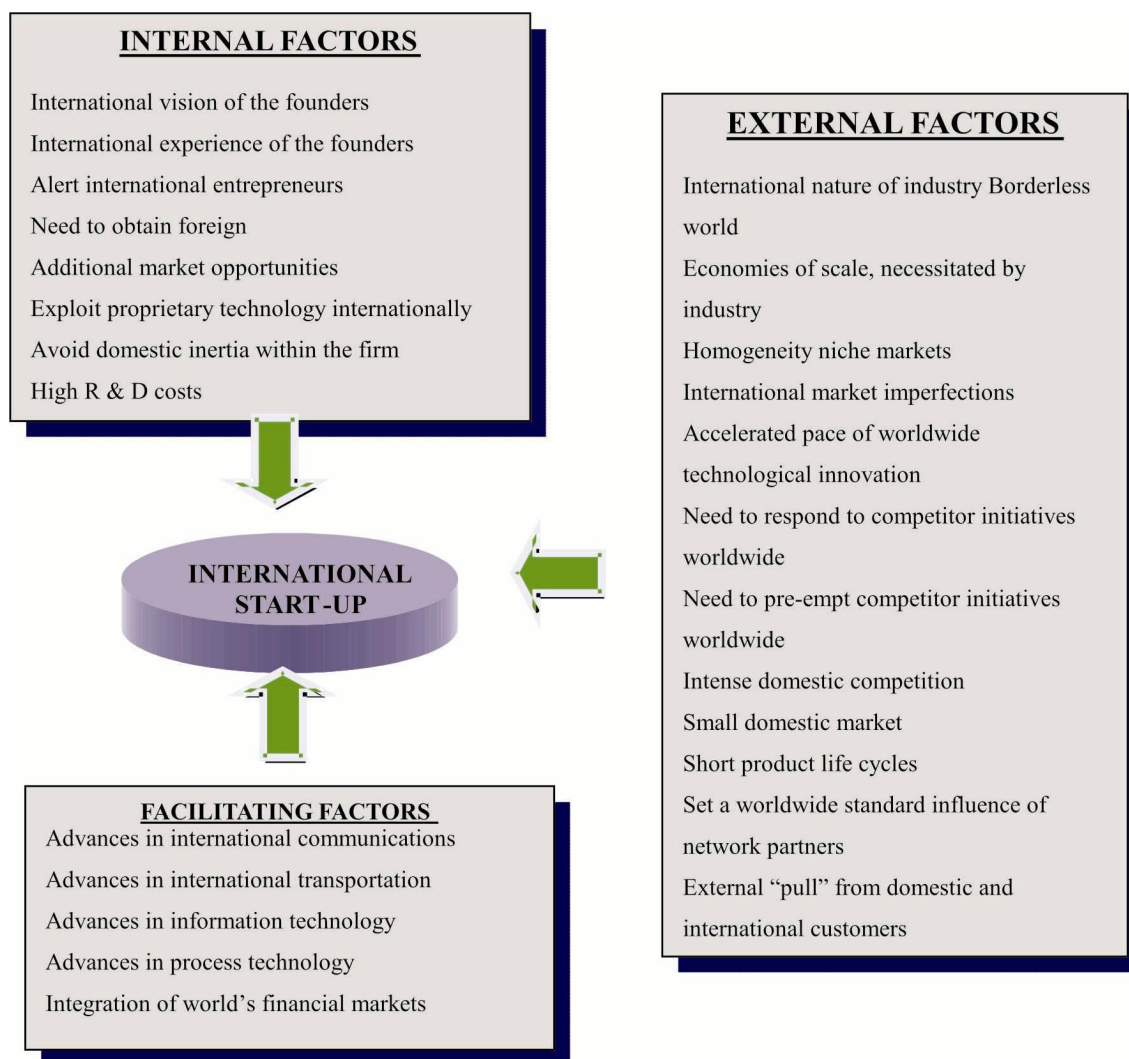 INTERNAL FACTORS
International vision of the founders
International experience of the founders
Alert international entrepreneurs
Need to obtain foreign
Additional market opportunities
Exploit proprietary technology internationally
Avoid domestic inertia within the firm
High R & D costs
INTERNATIONAL
START-UP
FACILITATING FACTORS
Advances in international communications
Advances in international transportation
Advances in information technology
Advances in process technology
Integration of world’s financial markets
EXTERNAL FACTORS
International nature of industry Borderless
world
Economies of scale, necessitated by
industry
Homogeneity niche markets
International market imperfections
Accelerated pace of worldwide
technological innovation
Need to respond to competitor initiatives
worldwide
Need to pre-empt competitor initiatives
worldwide
Intense domestic competition
Small domestic market
Short product life cycles
Set a worldwide standard influence of
network partners
External “pull” from domestic and
international customers